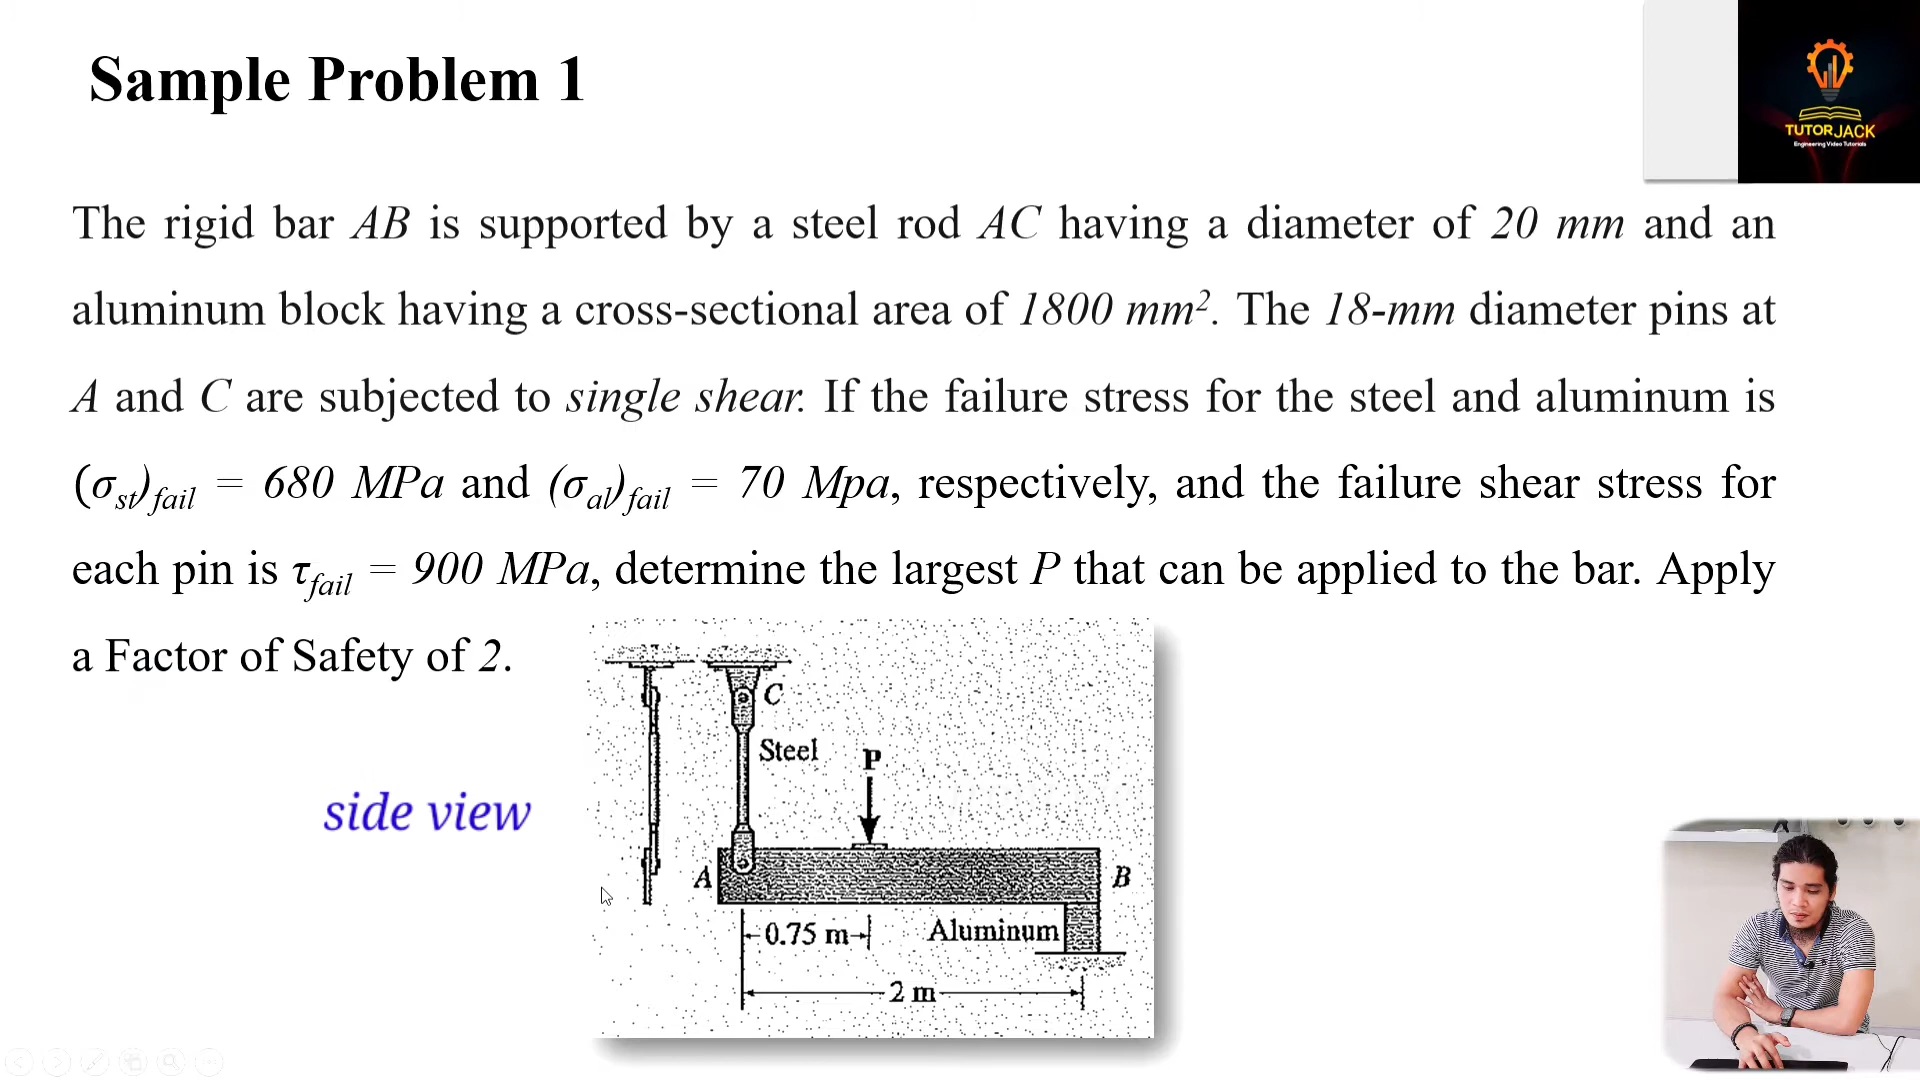 Sample Problem 1
TUTORJACK
Engineering Video Tutorials
The rigid bar AB is supported by a steel rod AC having a diameter of 20 mm and an
aluminum block having a cross-sectional area of 1800 mm². The 18-mm diameter pins at
A and C are subjected to single shear. If the failure stress for the steel and aluminum is
(σst)fail = 680 MPa and (σal)fail = 70 Mpa, respectively, and the failure shear stress for
each pin is τfail = 900 MPa, determine the largest P that can be applied to the bar. Apply
a Factor of Safety of 2.
C
Steel
P
side view
A
B
0.75 m
Aluminum
2 m